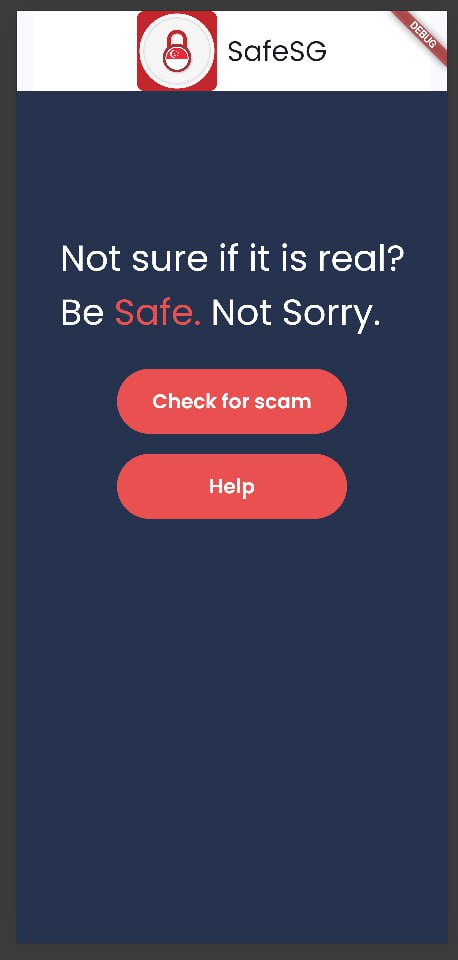 SafeSG
DEBUG
Not sure if it is real?
Be Safe. Not Sorry.
Check for scam
Help